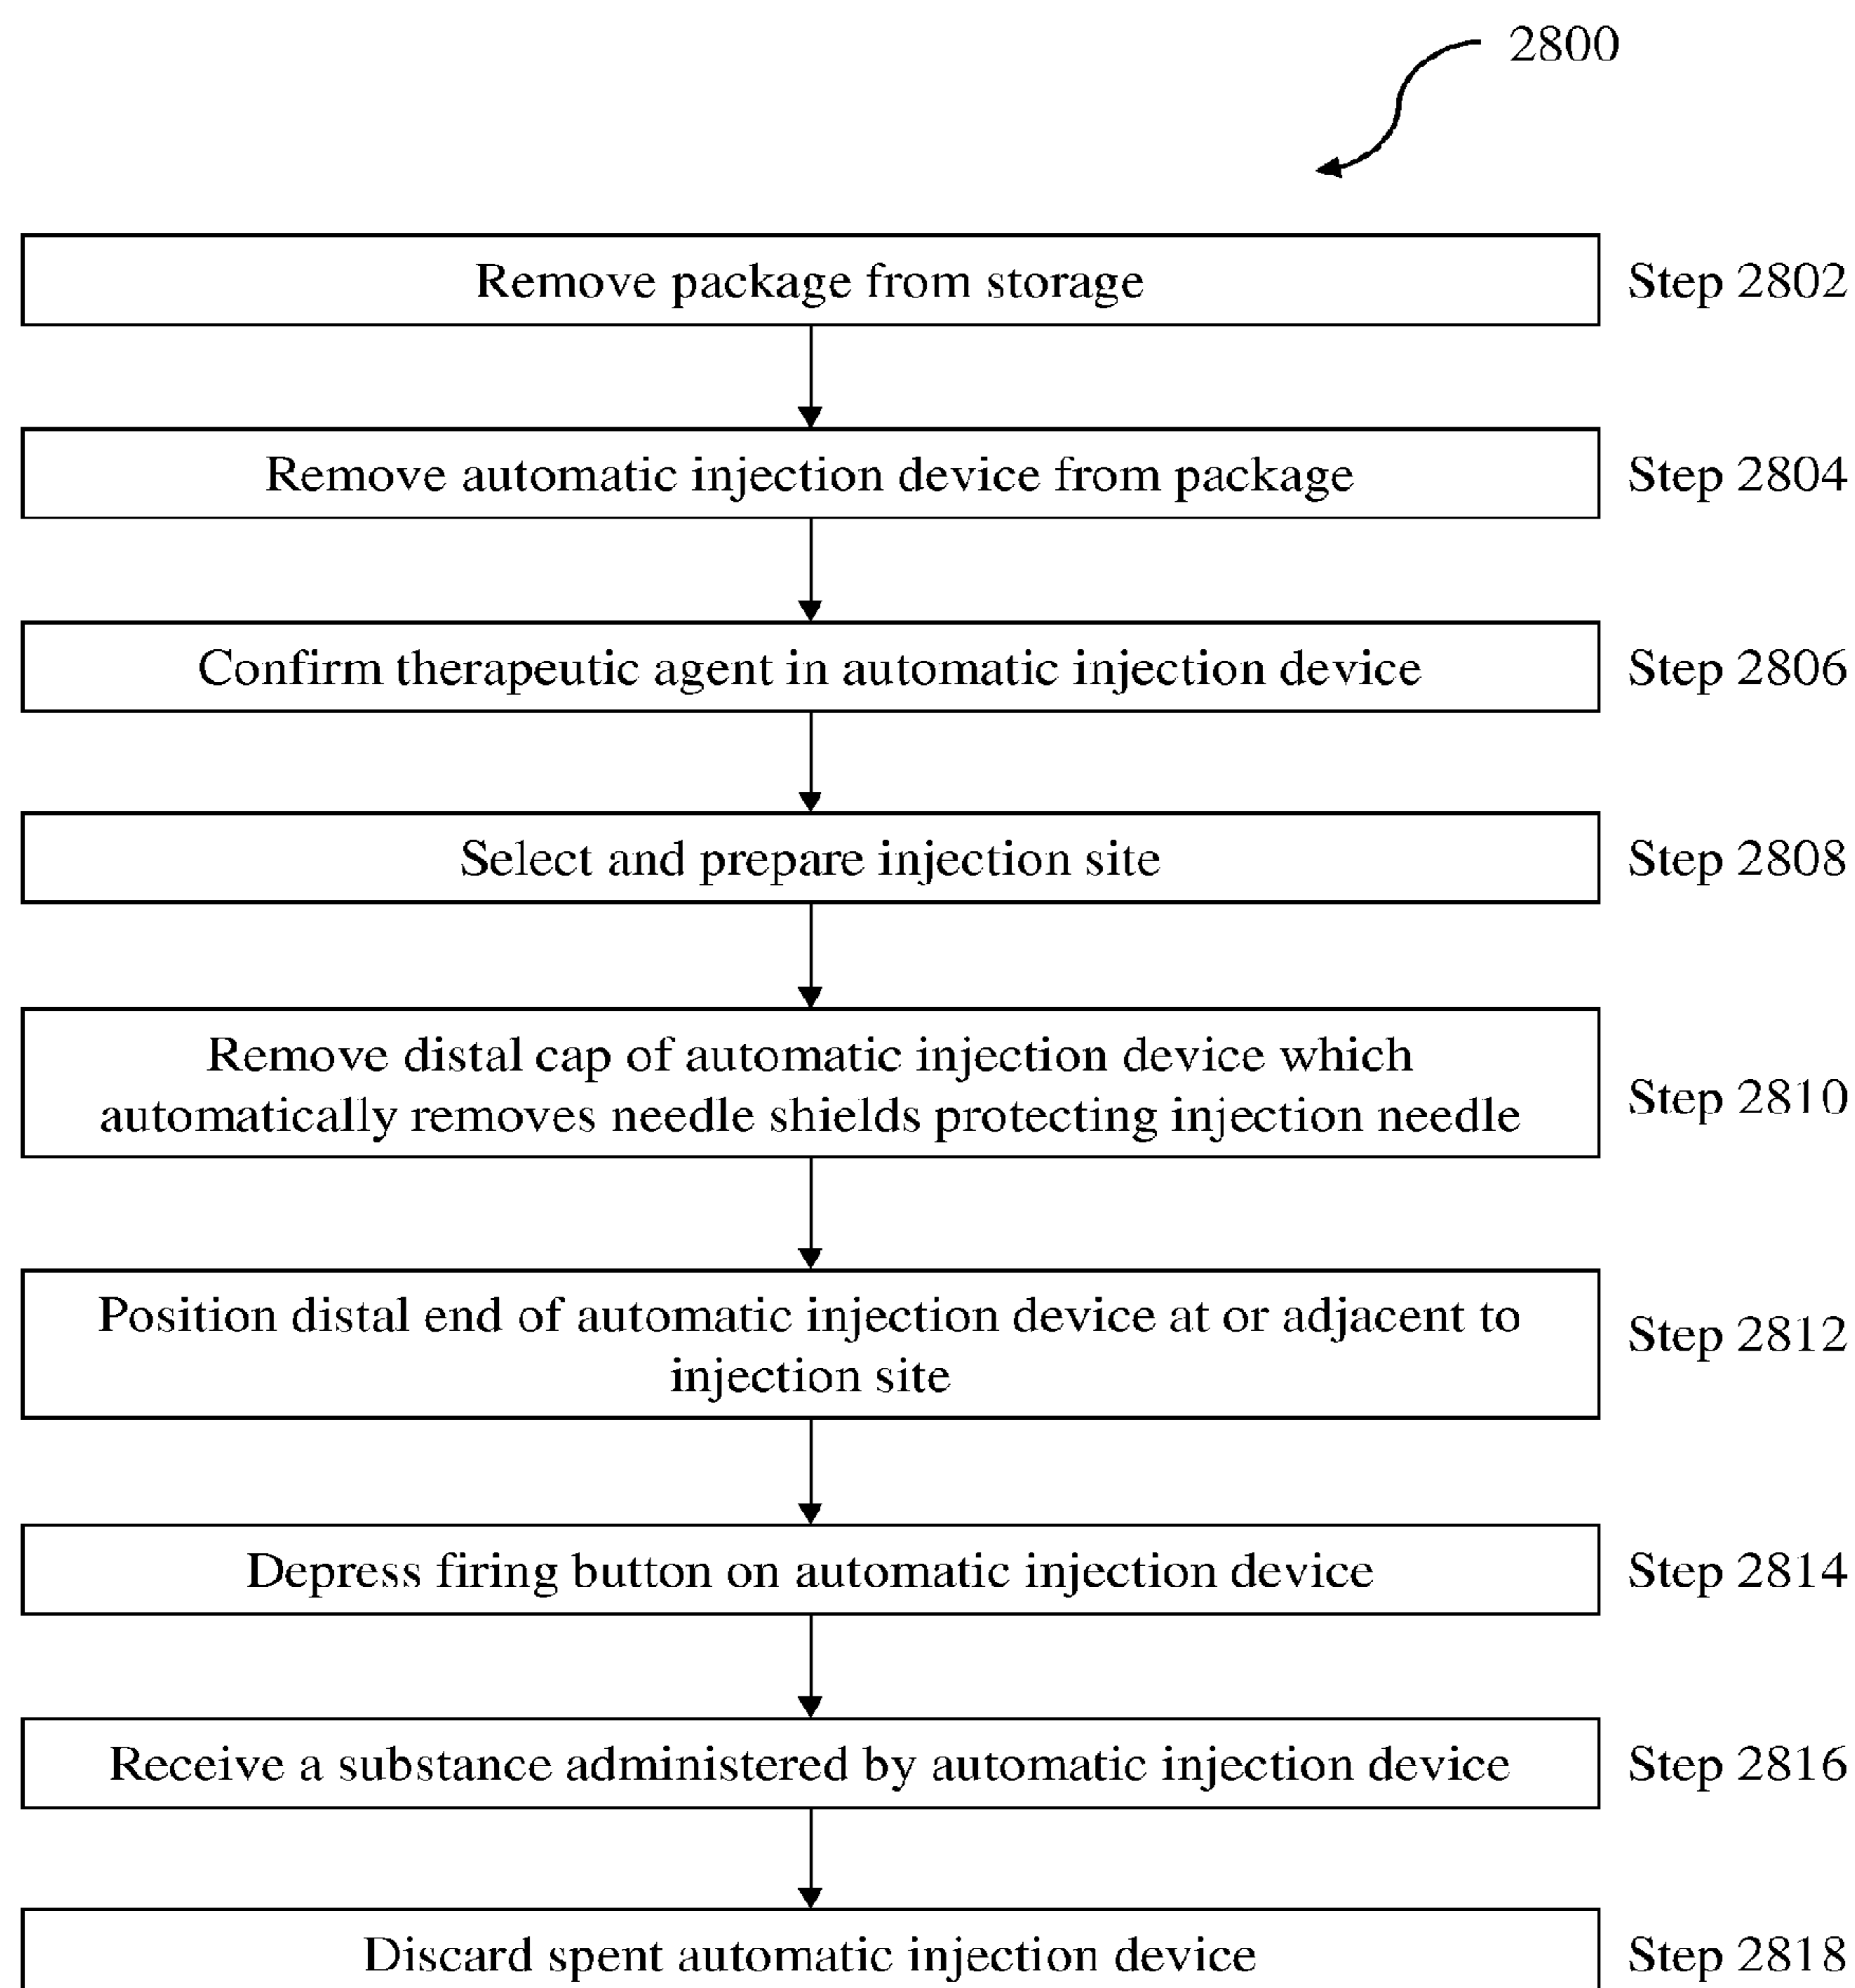 2800
Remove package from storage
Step 2802
Remove automatic injection device from package
Step 2804
Confirm therapeutic agent in automatic injection device
Step 2806
Select and prepare injection site
Step 2808
Remove distal cap of automatic injection device which
automatically removes needle shields protecting injection needle
Step 2810
Position distal end of automatic injection device at or adjacent to
injection site
Step 2812
Depress firing button on automatic injection device
Step 2814
Receive a substance administered by automatic injection device
Step 2816
Discard spent automatic injection device
Step 2818